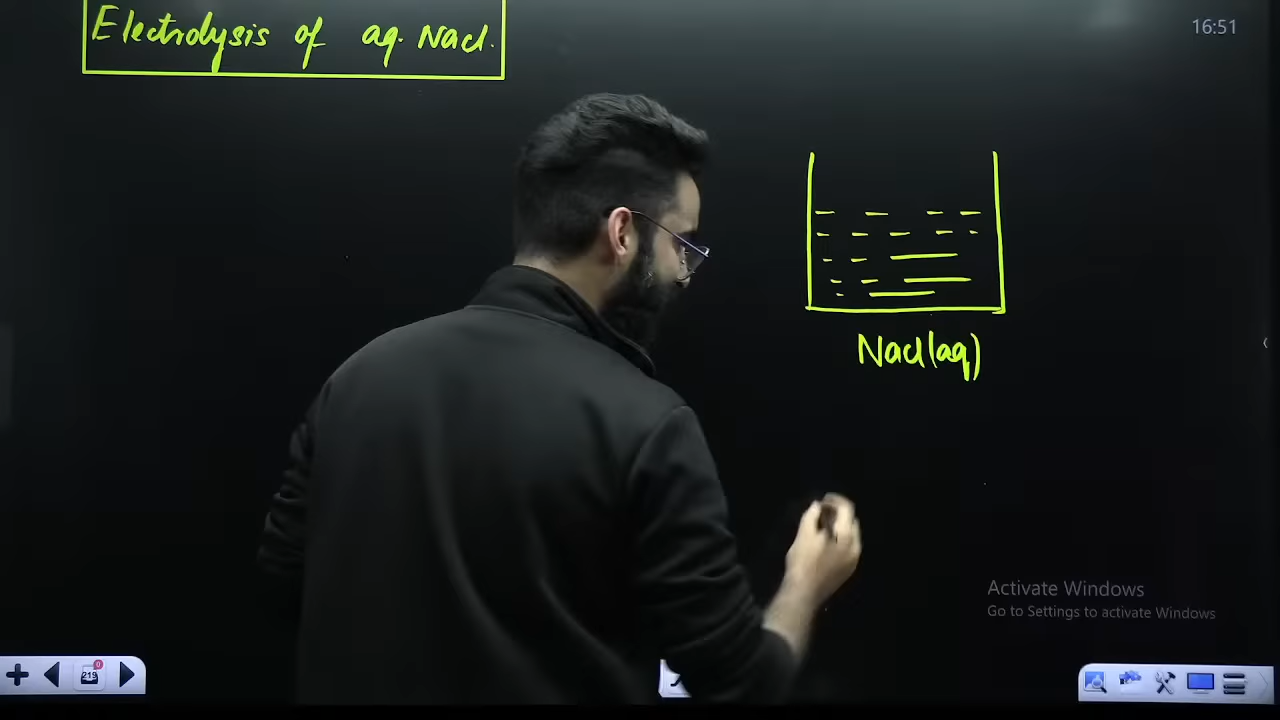 Electrolysis of aq. Nacl.
16:51
Nacl(aq)
Activate Windows
Go to Settings to activate Windows
219